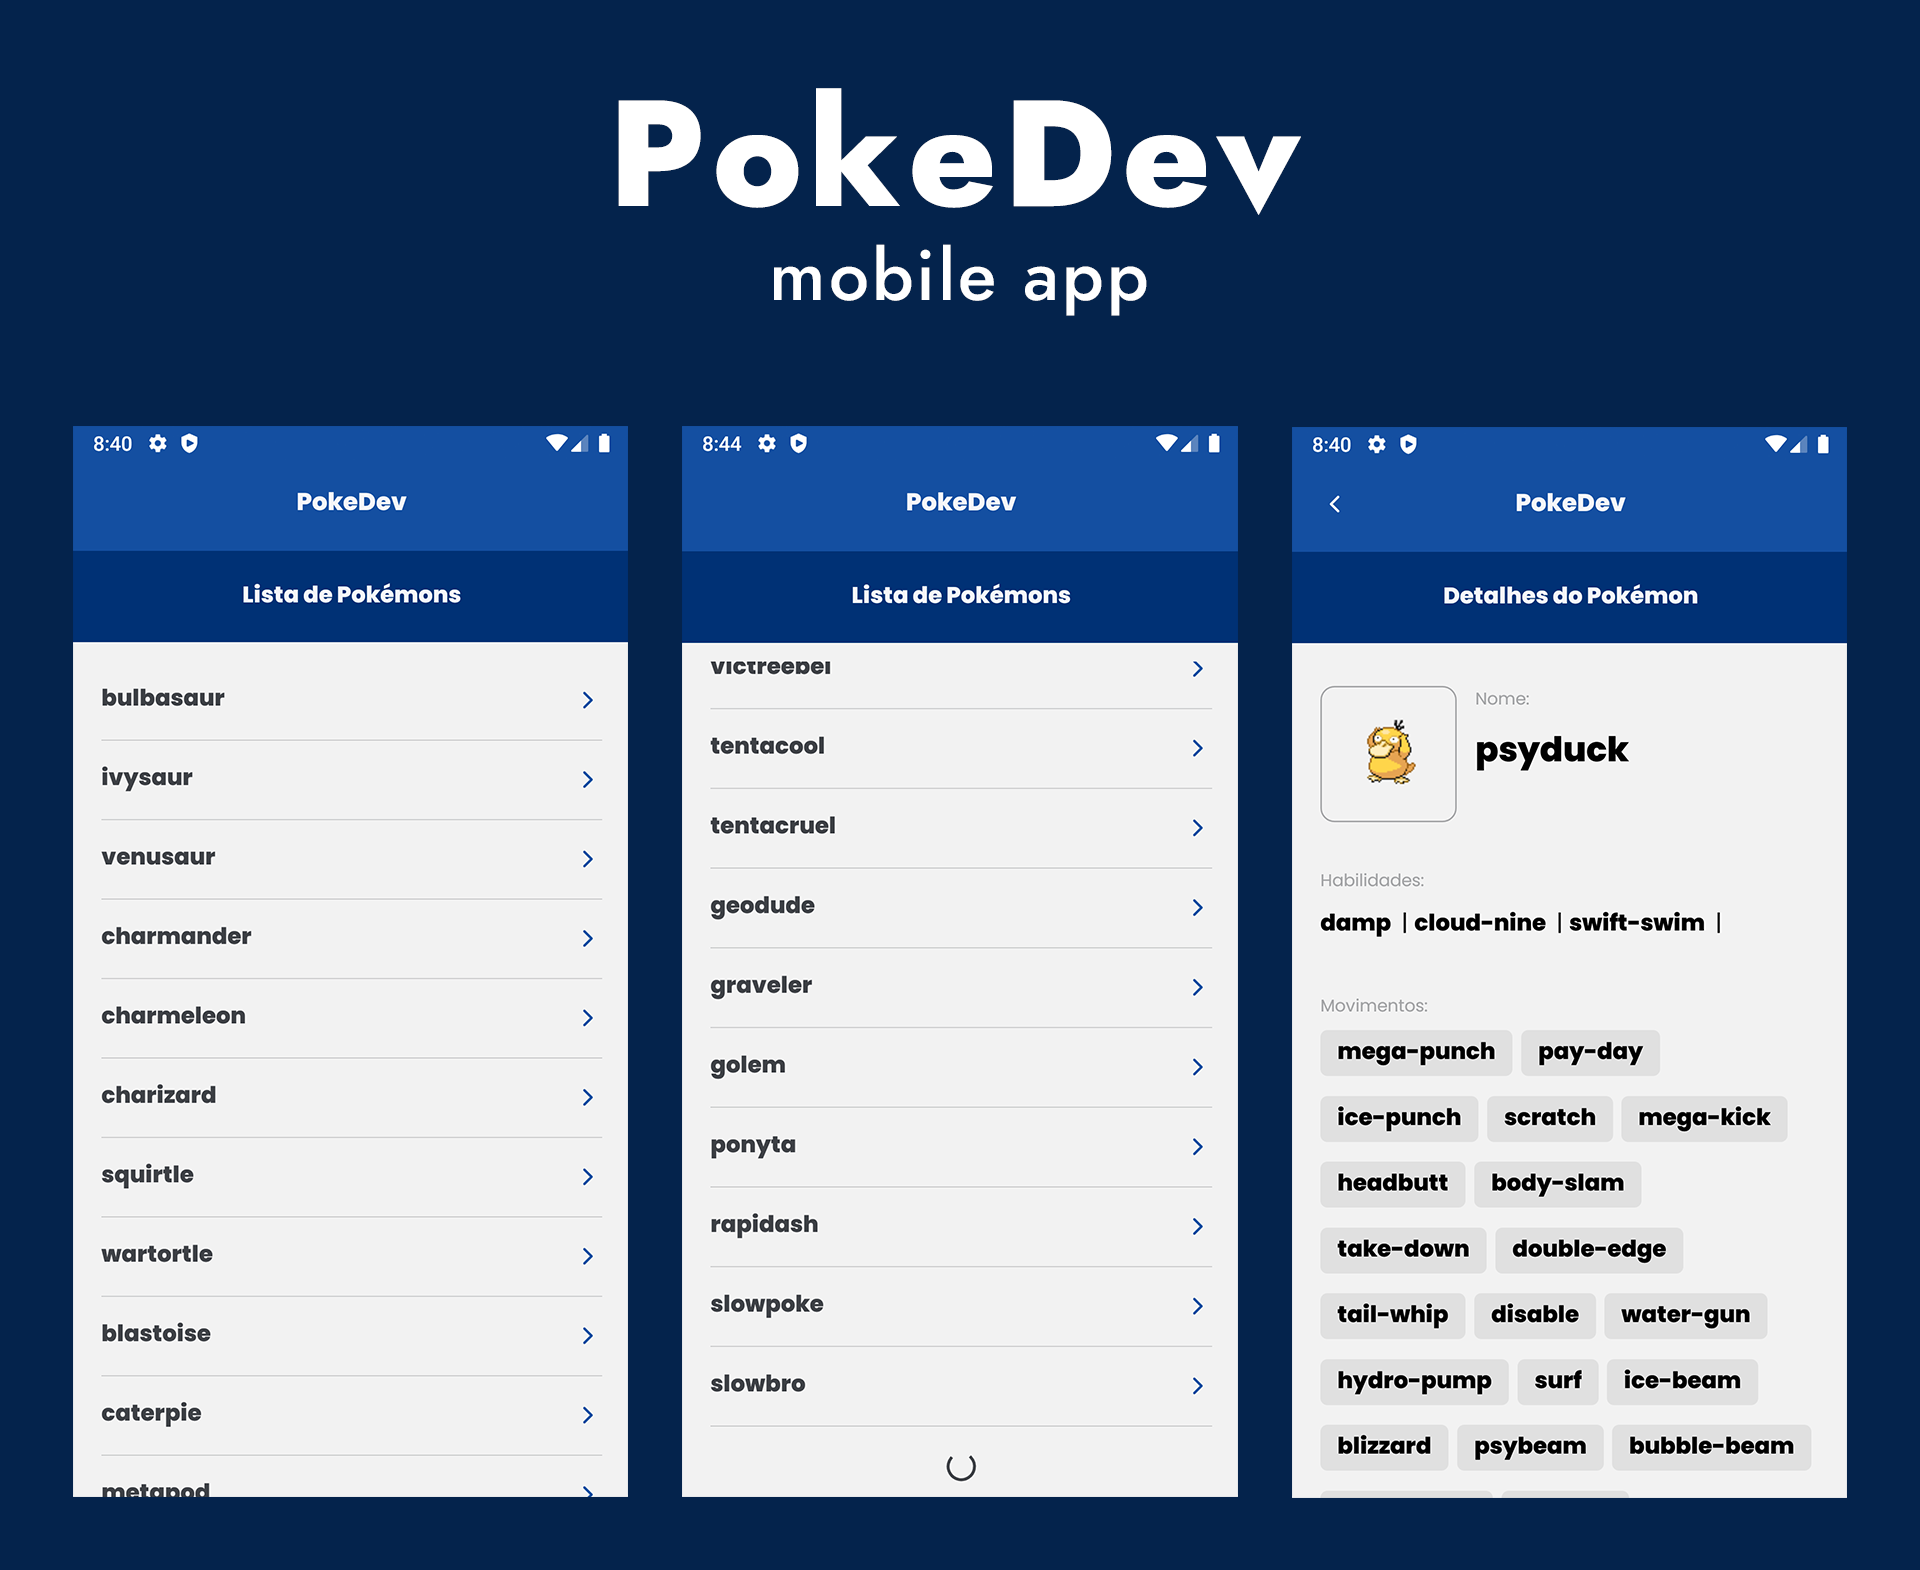 PokeDev
mobile app
8:40
PokeDev
Lista de Pokémons
bulbasaur
ivysaur
venusaur
charmander
charmeleon
charizard
squirtle
wartortle
blastoise
caterpie
metapod
8:44
PokeDev
Lista de Pokémons
victreebel
tentacool
tentacruel
geodude
graveler
golem
ponyta
rapidash
slowpoke
slowbro
8:40
PokeDev
Detalhes do Pokémon
Nome:
psyduck
Habilidades:
damp | cloud-nine | swift-swim |
Movimentos:
mega-punch pay-day
ice-punch scratch mega-kick
headbutt body-slam
take-down double-edge
tail-whip disable water-gun
hydro-pump surf ice-beam
blizzard psybeam bubble-beam